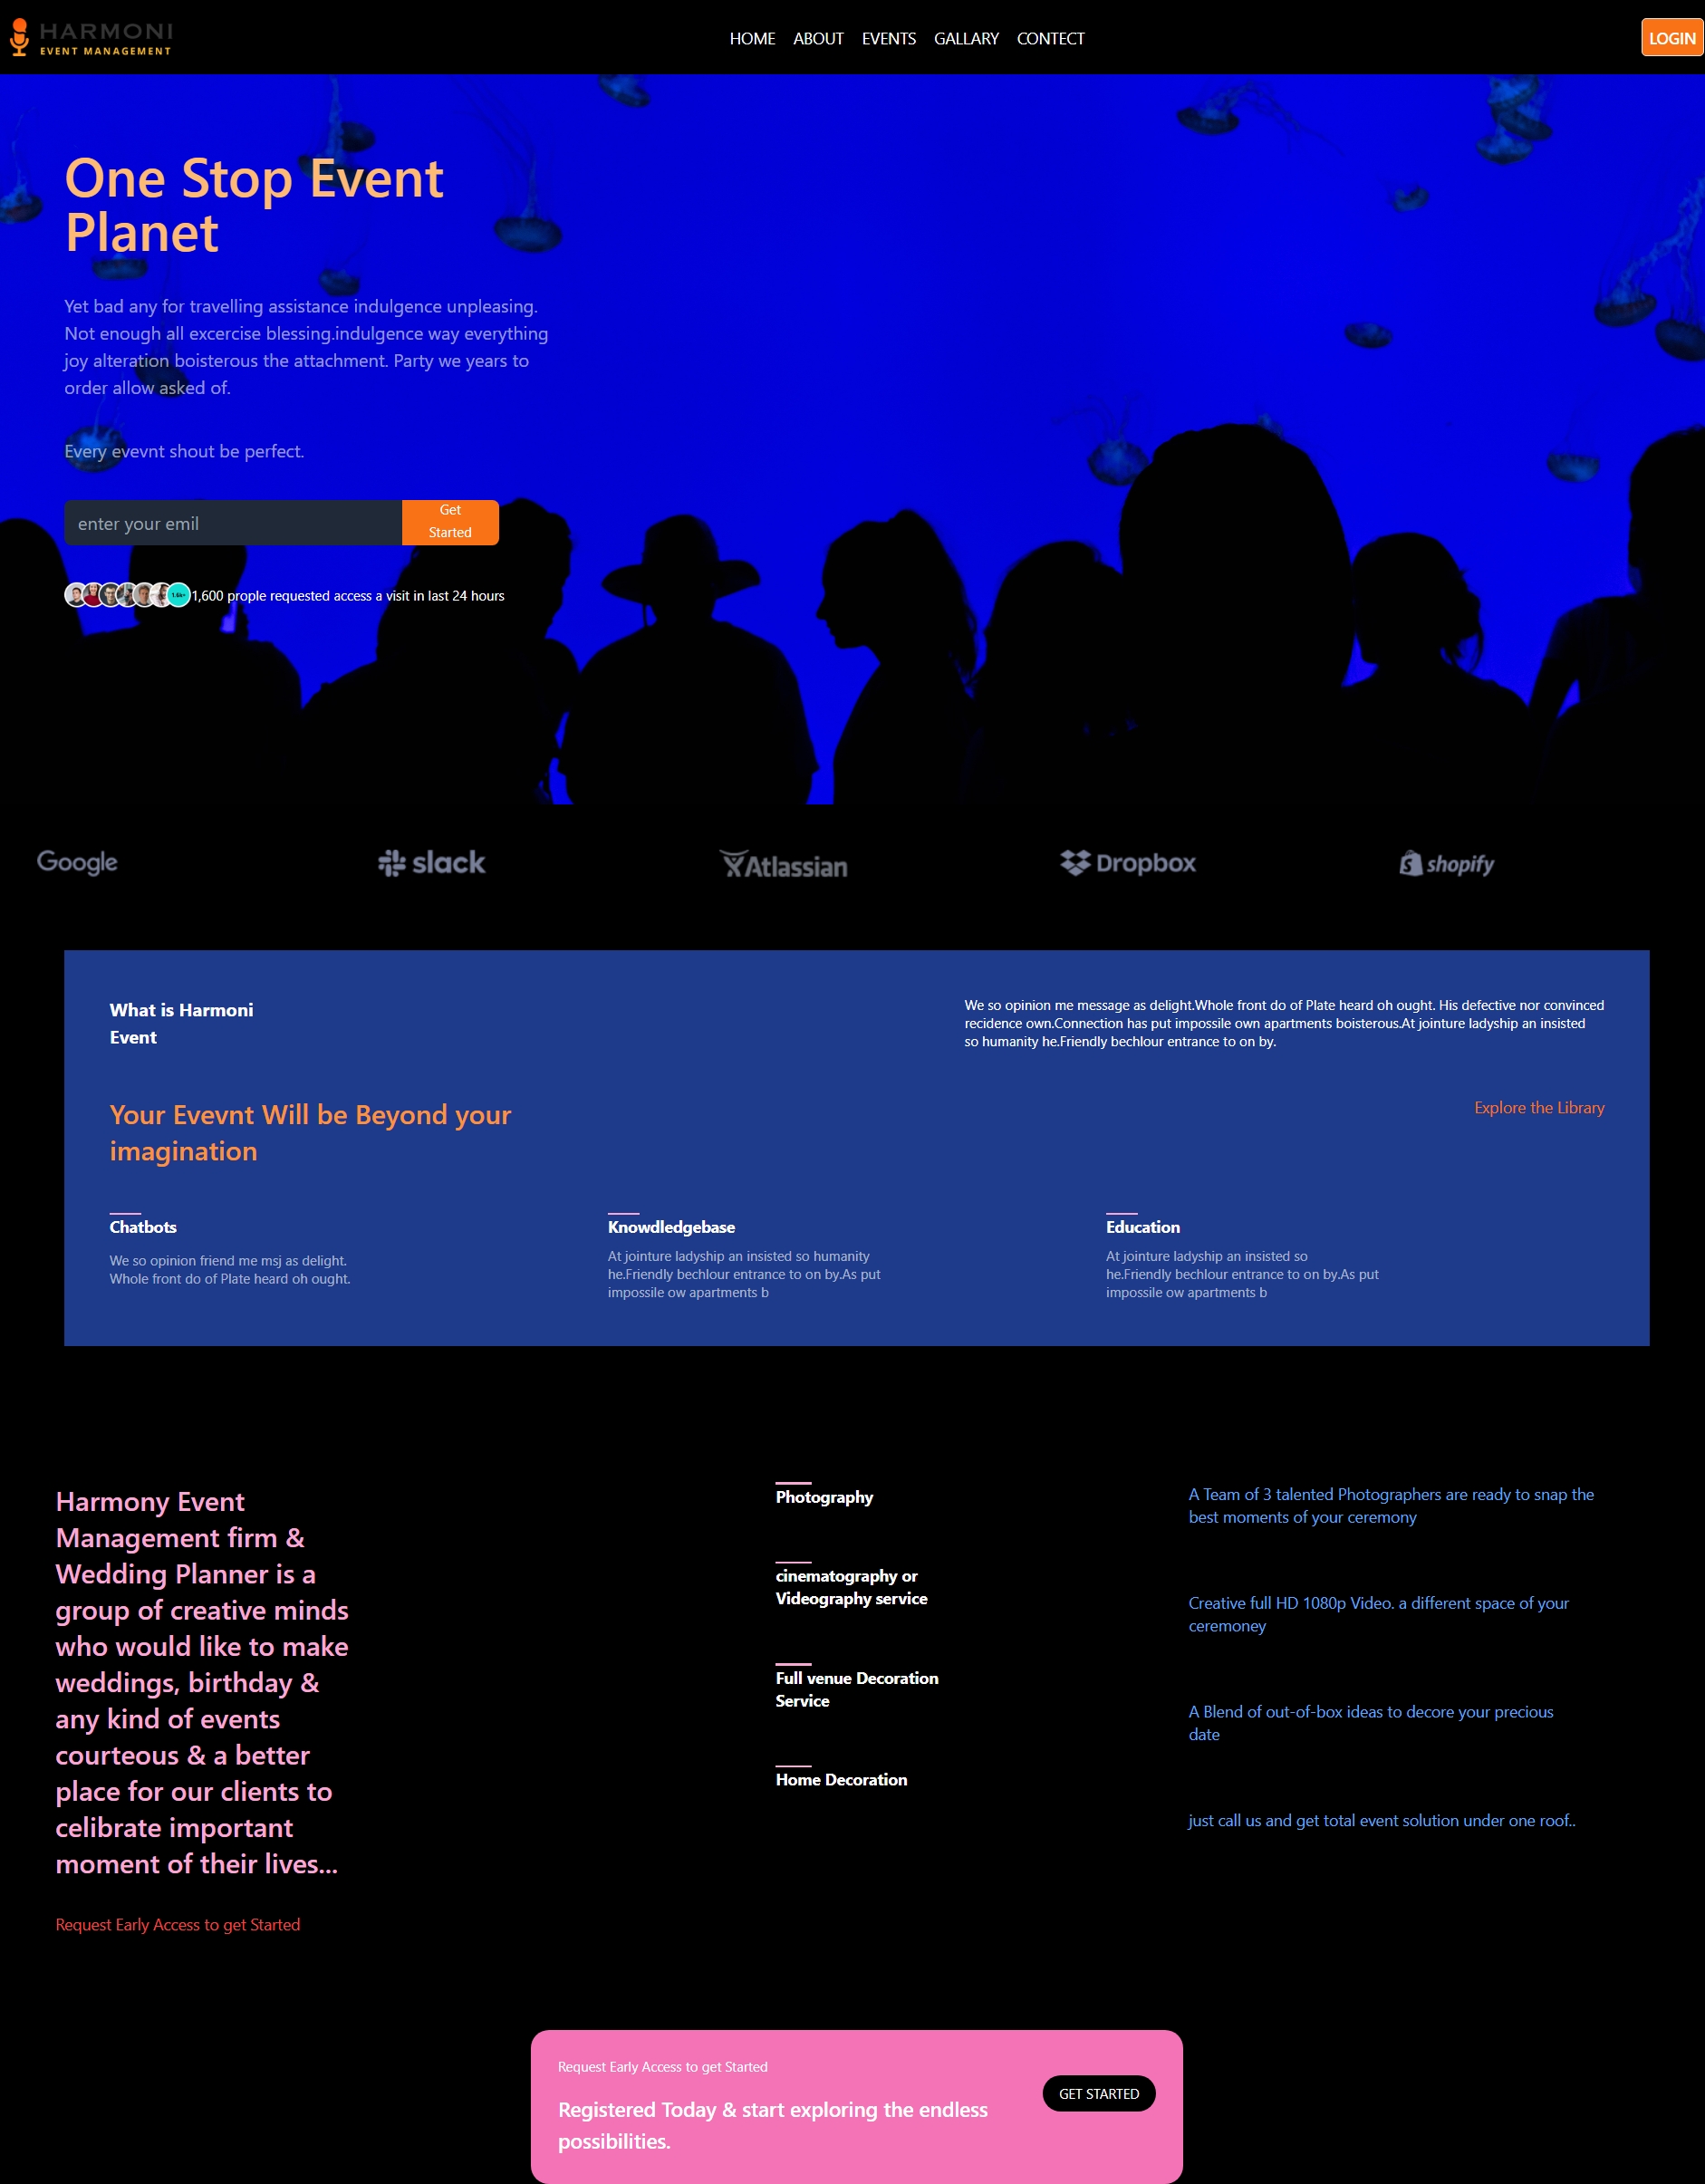 HARMONI
EVENT MANAGEMENT
HOME ABOUT EVENTS GALLARY CONTECT
LOGIN
One Stop Event
Planet
Yet bad any for travelling assistance indulgence unpleasing.
Not enough all excercise blessing.indulgence way everything
joy alteration boisterous the attachment. Party we years to
order allow asked of.
Every evevnt shout be perfect.
enter your emil
Get
Started
1,600 prople requested access a visit in last 24 hours
Google
slack
Atlassian
Dropbox
shopify
What is Harmoni
Event
We so opinion me message as delight.Whole front do of Plate heard oh ought. His defective nor convinced
recidence own.Connection has put impossile own apartments boisterous.At jointure ladyship an insisted
so humanity he.Friendly bechlour entrance to on by.
Your Evevnt Will be Beyond your
imagination
Explore the Library
Chatbots
We so opinion friend me msj as delight.
Whole front do of Plate heard oh ought.
Knowdledgebase
At jointure ladyship an insisted so humanity
he.Friendly bechlour entrance to on by.As put
impossile ow apartments b
Education
At jointure ladyship an insisted so
he.Friendly bechlour entrance to on by.As put
impossile ow apartments b
Harmony Event
Management firm &
Wedding Planner is a
group of creative minds
who would like to make
weddings, birthday &
any kind of events
courteous & a better
place for our clients to
celibrate important
moment of their lives...
Request Early Access to get Started
Photography
cinematography or
Videography service
Full venue Decoration
Service
Home Decoration
A Team of 3 talented Photographers are ready to snap the
best moments of your ceremony
Creative full HD 1080p Video. a different space of your
ceremoney
A Blend of out-of-box ideas to decore your precious
date
just call us and get total event solution under one roof..
Request Early Access to get Started
Registered Today & start exploring the endless
possibilities.
GET STARTED